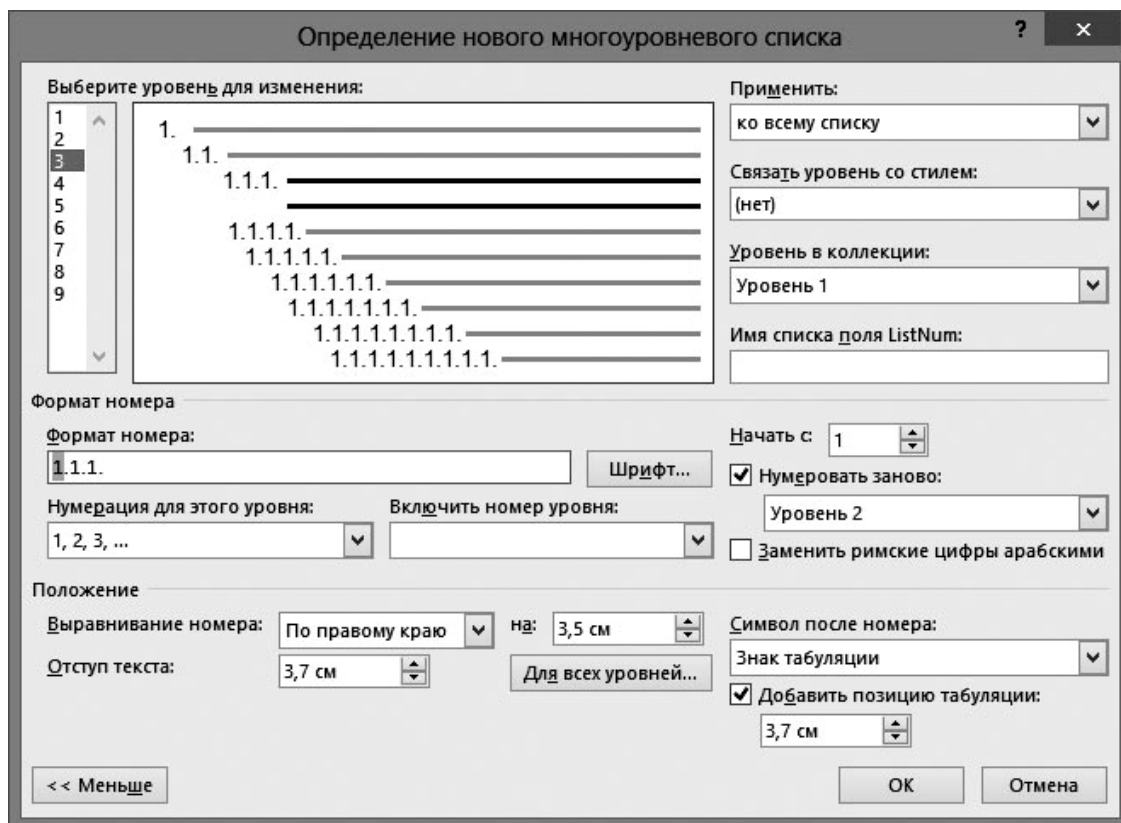 Определение нового многоуровневого списка ? ×
Выберите уровень для изменения:
1
2
3
4
5
6
7
8
9
1.
1.1.
1.1.1.
1.1.1.1.
1.1.1.1.1.
1.1.1.1.1.1.
1.1.1.1.1.1.1.
1.1.1.1.1.1.1.1.
1.1.1.1.1.1.1.1.1.
Применить:
ко всему списку
Связать уровень со стилем:
(нет)
Уровень в коллекции:
Уровень 1
Имя списка поля ListNum:
Формат номера
Формат номера:
1.1.1.
Шрифт...
Начать с: 1
Нумеровать заново:
Уровень 2
Нумерация для этого уровня:
1, 2, 3, ...
Включить номер уровня:
Заменить римские цифры арабскими
Положение
Выравнивание номера: По правому краю на: 3,5 см
Отступ текста: 3,7 см Для всех уровней...
Символ после номера:
Знак табуляции
Добавить позицию табуляции:
3,7 см
<< Меньше
ОК
Отмена